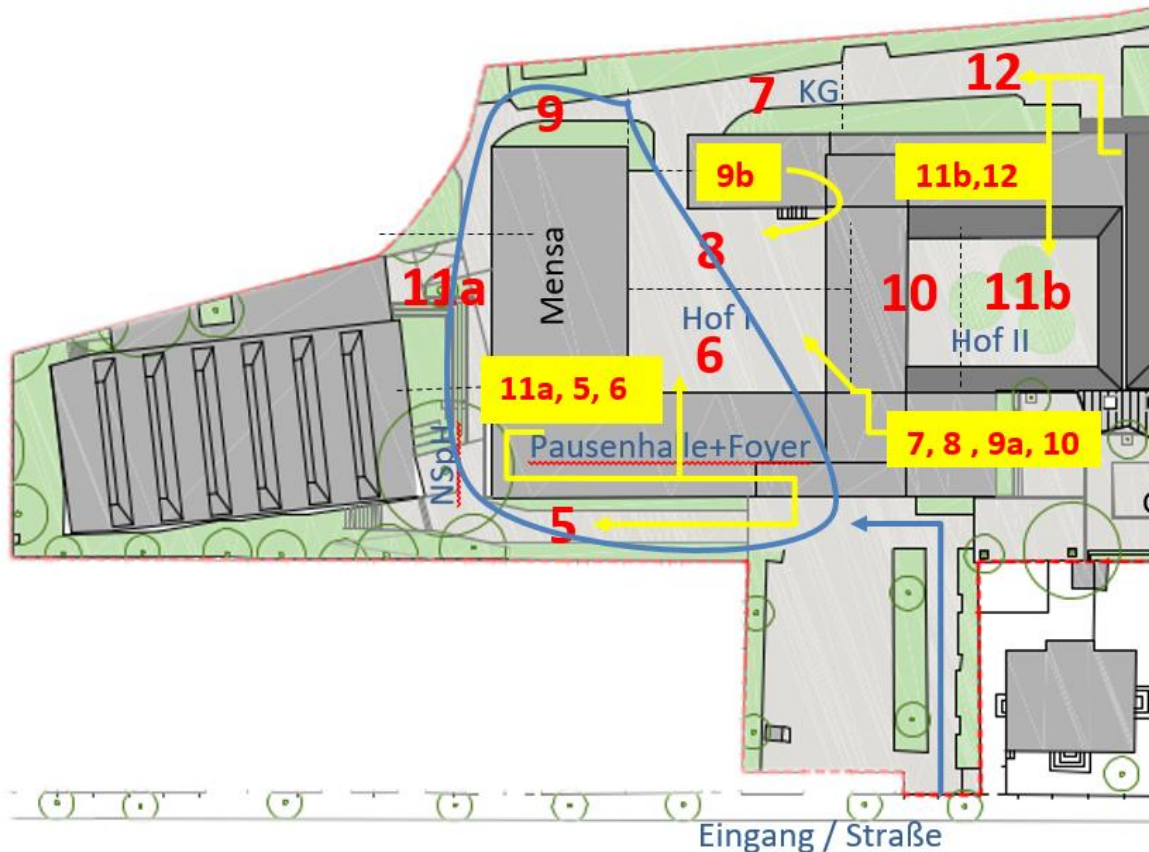 12
7
KG
9
9b
11b,12
8
11a
Mensa
10
11b
Hof I
Hof II
6
11a, 5, 6
7, 8 , 9a, 10
Pausenhalle+Foyer
NSpH
5
Eingang / Straße